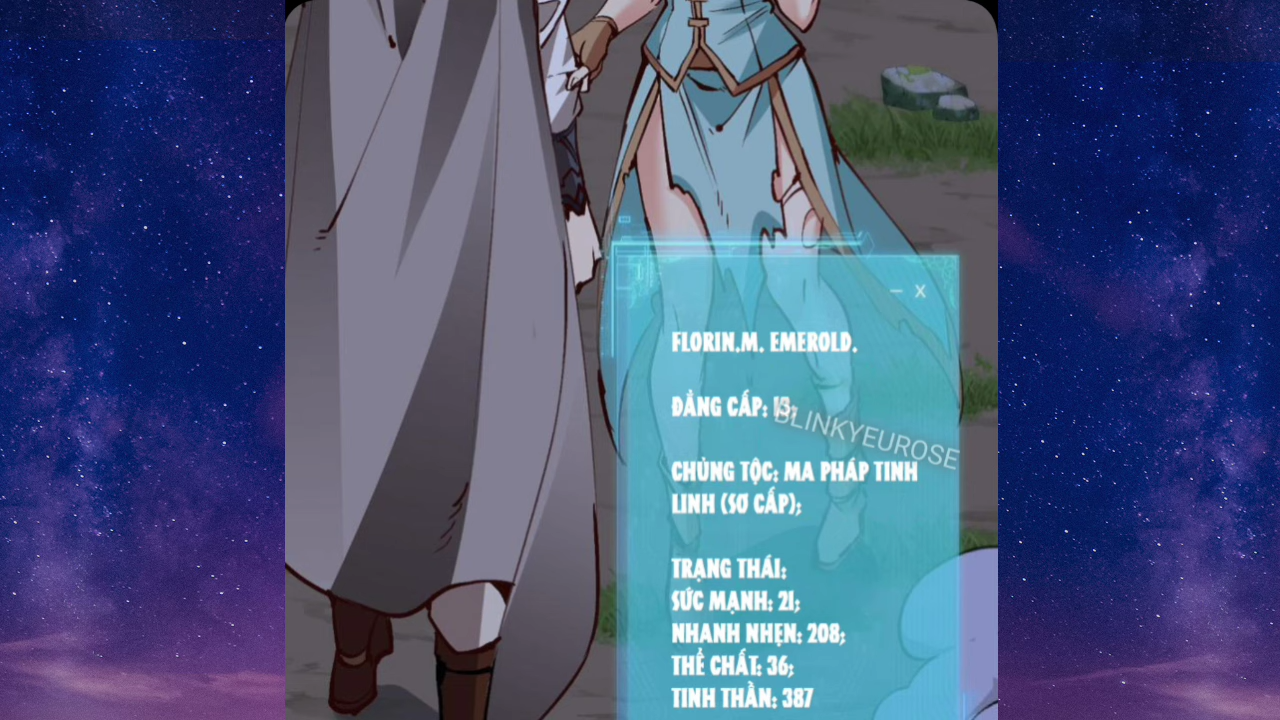 – X
FLORIN.M. EMEROLD.
ĐẲNG CẤP: 13;
BLINKYEUROSE
CHỦNG TỘC: MA PHÁP TINH
LINH (SƠ CẤP);
TRẠNG THÁI:
SỨC MẠNH: 21;
NHANH NHẸN: 208;
THỂ CHẤT: 36;
TINH THẦN: 387